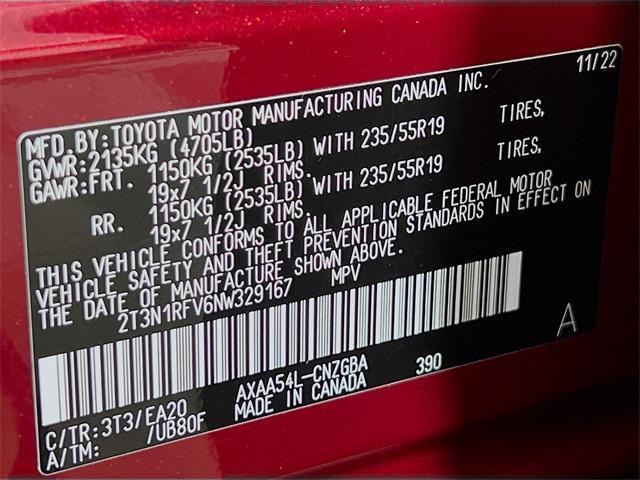 11/22
MFD.BY:TOYOTA MOTOR MANUFACTURING CANADA INC.
GVWR:2135KG (4705LB)
GAWR:FRT. 1150KG (2535LB) WITH 235/55R19 TIRES,
19x7 1/2J RIMS.
RR. 1150KG (2535LB) WITH 235/55R19 TIRES,
19x7 1/2J RIMS.
THIS VEHICLE CONFORMS TO ALL APPLICABLE FEDERAL MOTOR
VEHICLE SAFETY AND THEFT PREVENTION STANDARDS IN EFFECT ON
THE DATE OF MANUFACTURE SHOWN ABOVE.
2T3N1RFV6NW329167 MPV
A
AXAA54L-CNZGBA 390
C/TR:3T3/EA20 MADE IN CANADA
A/TM: /UB80F